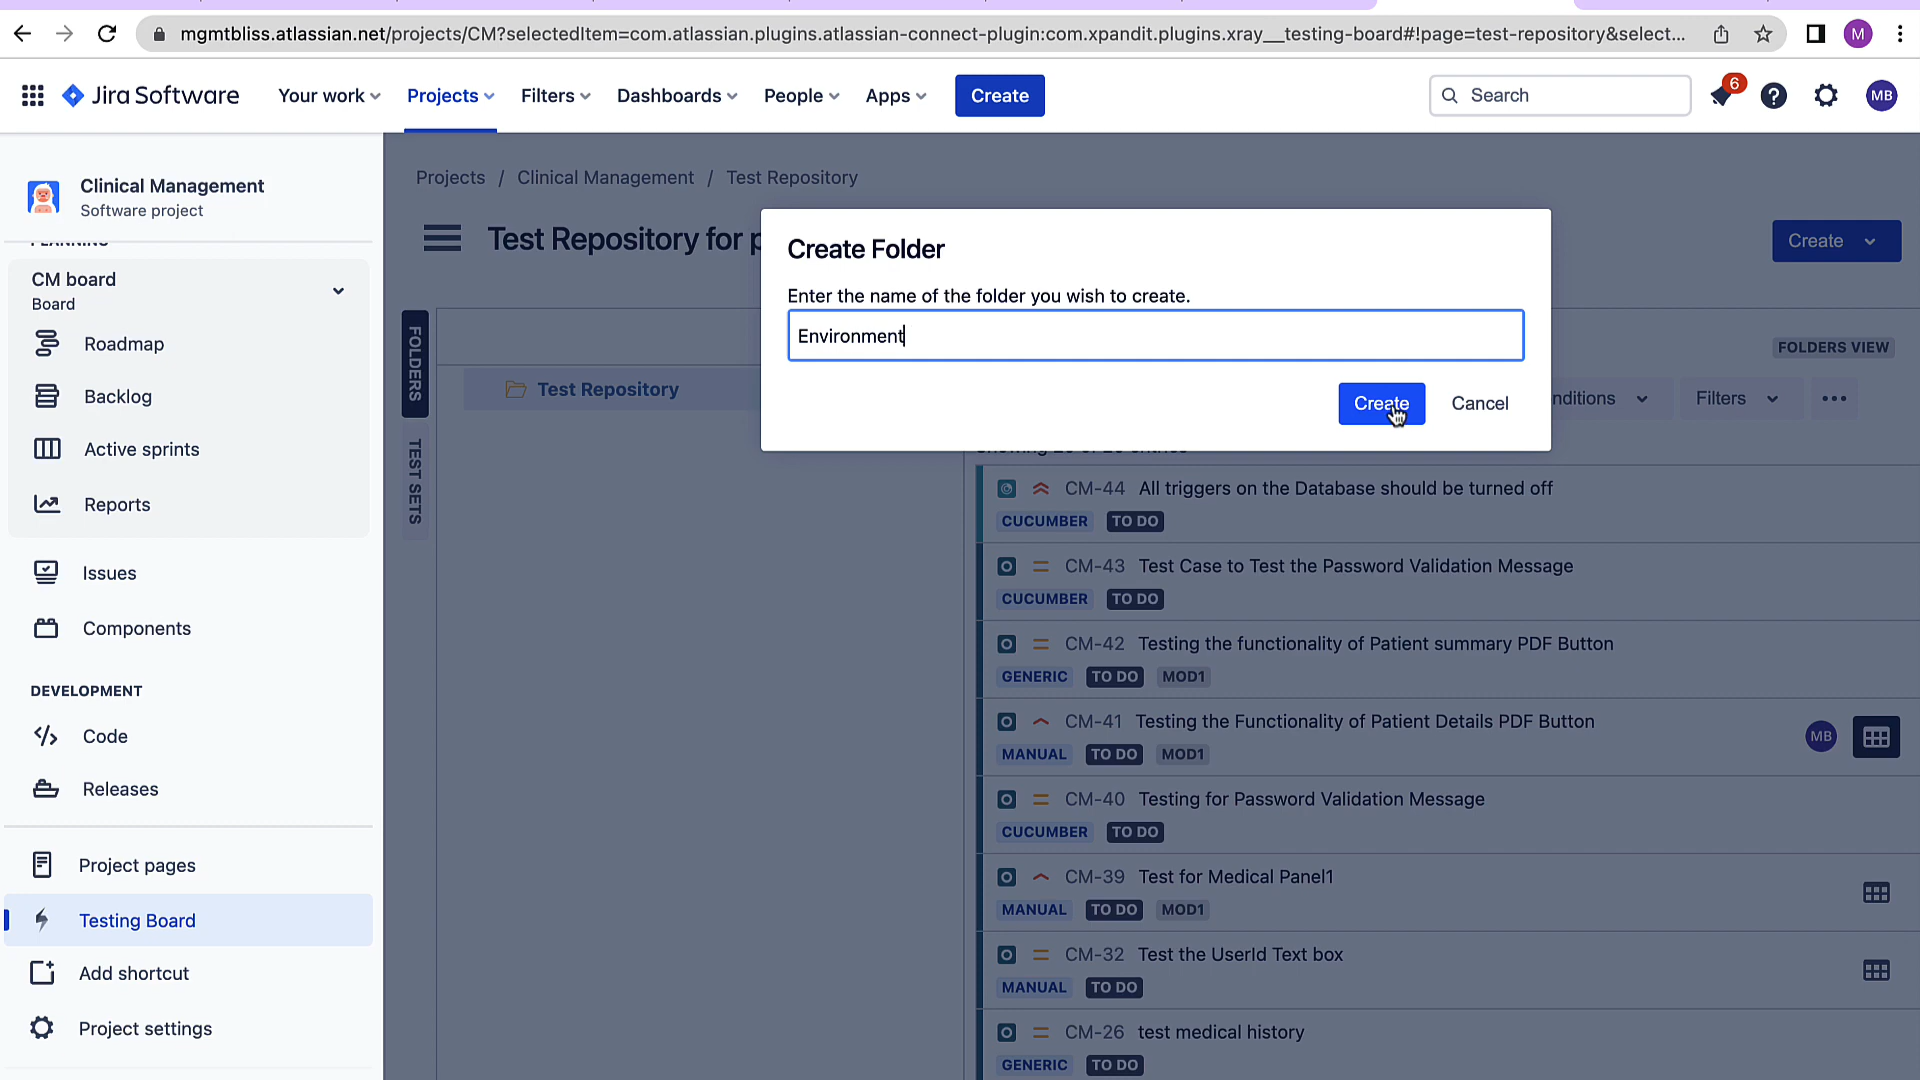 mgmtbliss.atlassian.net/projects/CM?selectedItem=com.atlassian.plugins.atlassian-connect-plugin:com.xpandit.plugins.xray__testing-board#!page=test-repository&select...
M
Jira Software
Your work
Projects
Filters
Dashboards
People
Apps
Create
Search
6
MB
Clinical Management
Software project
PLANNING
CM board
Board
Roadmap
Backlog
Active sprints
Reports
Issues
Components
DEVELOPMENT
Code
Releases
Project pages
Testing Board
Add shortcut
Project settings
Projects / Clinical Management / Test Repository
Test Repository for p
Create
FOLDERS
TEST SETS
Test Repository
Create Folder
Enter the name of the folder you wish to create.
Environment
Create
Cancel
FOLDERS VIEW
nditions
Filters
CM-44 All triggers on the Database should be turned off
CUCUMBER TO DO
CM-43 Test Case to Test the Password Validation Message
CUCUMBER TO DO
CM-42 Testing the functionality of Patient summary PDF Button
GENERIC TO DO MOD1
CM-41 Testing the Functionality of Patient Details PDF Button
MANUAL TO DO MOD1
MB
CM-40 Testing for Password Validation Message
CUCUMBER TO DO
CM-39 Test for Medical Panel1
MANUAL TO DO MOD1
CM-32 Test the UserId Text box
MANUAL TO DO
CM-26 test medical history
GENERIC TO DO